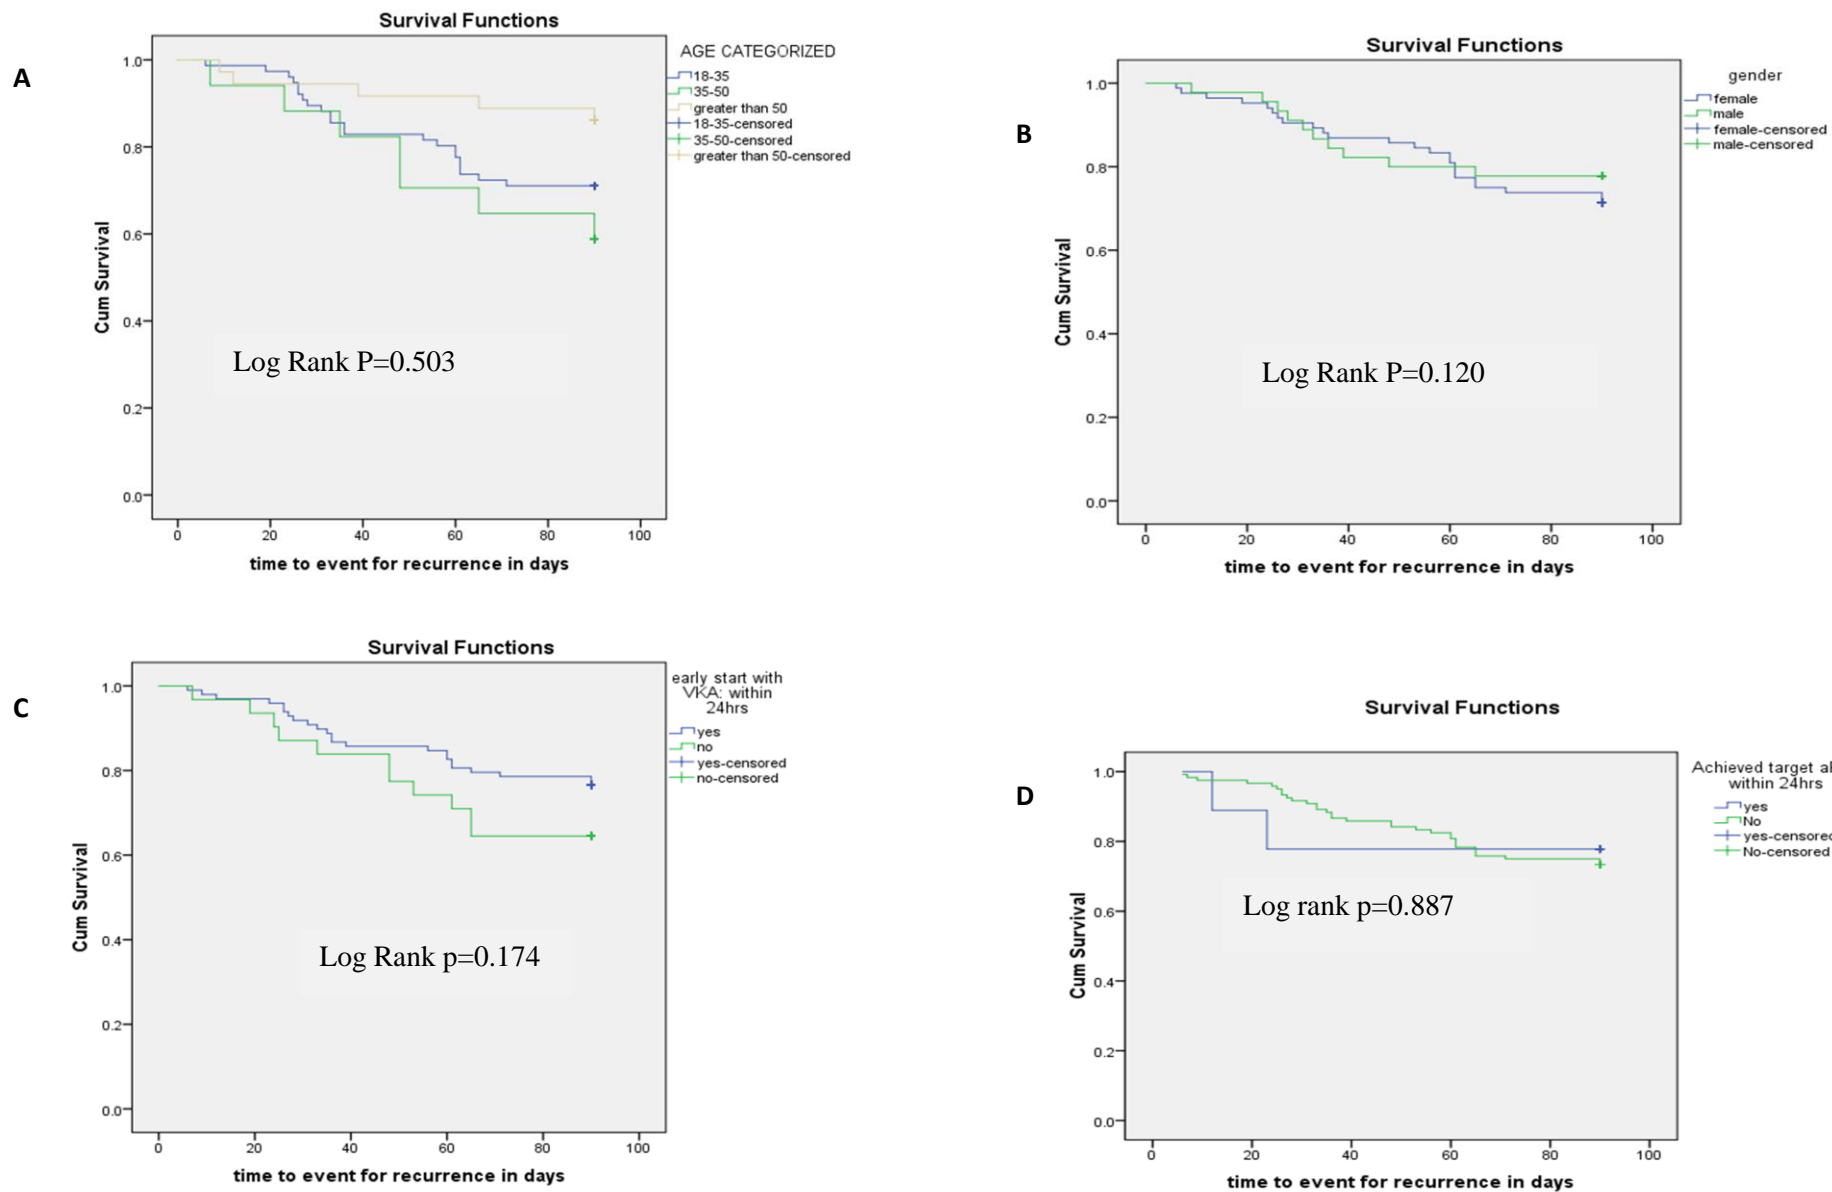 A
Survival Functions
AGE CATEGORIZED
18-35
35-50
greater than 50
18-35-censored
35-50-censored
greater than 50-censored
1.0
0.8
0.6
0.4
0.2
0.0
Cum Survival
Log Rank P=0.503
0 20 40 60 80 100
time to event for recurrence in days
B
Survival Functions
gender
female
male
female-censored
male-censored
1.0
0.8
0.6
0.4
0.2
0.0
Cum Survival
Log Rank P=0.120
0 20 40 60 80 100
time to event for recurrence in days
C
Survival Functions
early start with
VKA: within
24hrs
yes
no
yes-censored
no-censored
1.0
0.8
0.6
0.4
0.2
0.0
Cum Survival
Log Rank p=0.174
0 20 40 60 80 100
time to event for recurrence in days
D
Survival Functions
Achieved target a
within 24hrs
yes
No
yes-censored
No-censored
1.0
0.8
0.6
0.4
0.2
0.0
Cum Survival
Log rank p=0.887
0 20 40 60 80 100
time to event for recurrence in days